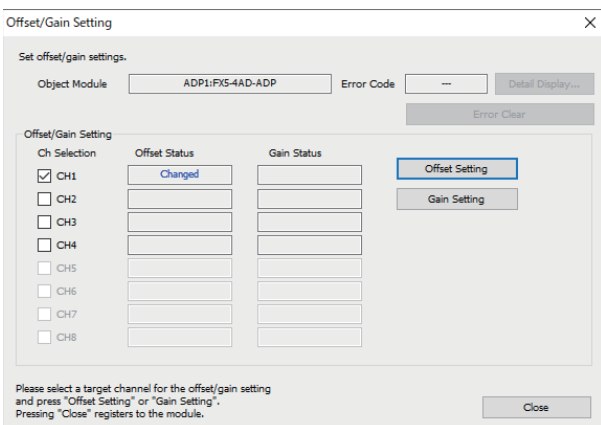 Offset/Gain Setting
Set offset/gain settings.
Object Module ADP1:FX5-4AD-ADP Error Code --- Detail Display...
Error Clear
Offset/Gain Setting
Ch Selection Offset Status Gain Status
CH1 Changed Offset Setting
CH2 Gain Setting
CH3
CH4
CH5
CH6
CH7
CH8
Please select a target channel for the offset/gain setting
and press "Offset Setting" or "Gain Setting".
Pressing "Close" registers to the module. Close